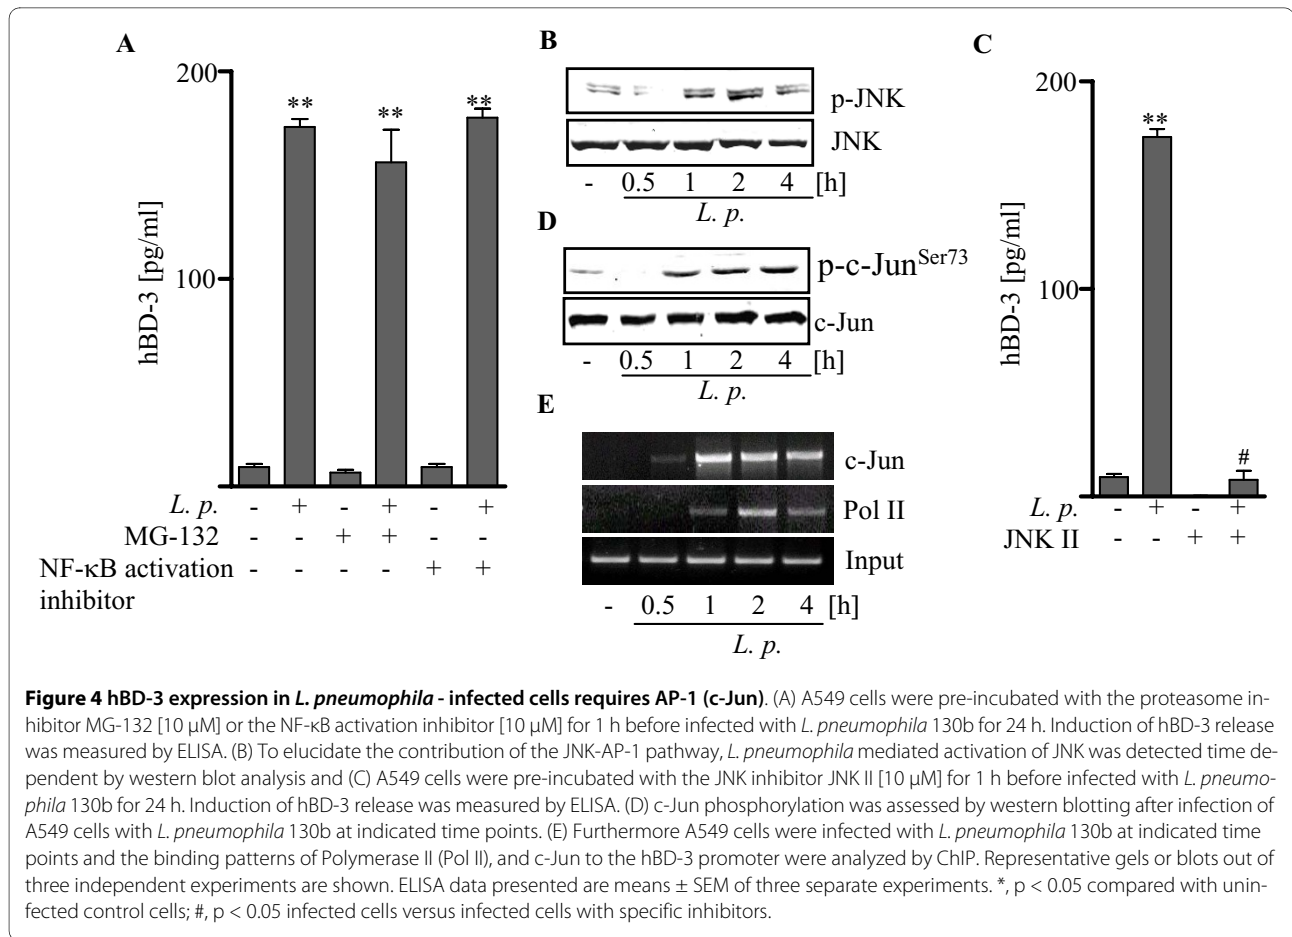 A
200
100
hBD-3 [pg/ml]
** ** **
L. p. - + - + - +
MG-132 - - + + - -
NF-κB activation - - - - + +
inhibitor
B
p-JNK
JNK
- 0.5 1 2 4 [h]
L. p.
D
p-c-Jun^Ser73
c-Jun
- 0.5 1 2 4 [h]
L. p.
E
c-Jun
Pol II
Input
- 0.5 1 2 4 [h]
L. p.
C
200
100
hBD-3 [pg/ml]
**
#
L. p. - + - +
JNK II - - + +
Figure 4 hBD-3 expression in L. pneumophila - infected cells requires AP-1 (c-Jun). (A) A549 cells were pre-incubated with the proteasome in-
hibitor MG-132 [10 μM] or the NF-κB activation inhibitor [10 μM] for 1 h before infected with L. pneumophila 130b for 24 h. Induction of hBD-3 release
was measured by ELISA. (B) To elucidate the contribution of the JNK-AP-1 pathway, L. pneumophila mediated activation of JNK was detected time de-
pendent by western blot analysis and (C) A549 cells were pre-incubated with the JNK inhibitor JNK II [10 μM] for 1 h before infected with L. pneumo-
phila 130b for 24 h. Induction of hBD-3 release was measured by ELISA. (D) c-Jun phosphorylation was assessed by western blotting after infection of
A549 cells with L. pneumophila 130b at indicated time points. (E) Furthermore A549 cells were infected with L. pneumophila 130b at indicated time
points and the binding patterns of Polymerase II (Pol II), and c-Jun to the hBD-3 promoter were analyzed by ChIP. Representative gels or blots out of
three independent experiments are shown. ELISA data presented are means ± SEM of three separate experiments. *, p < 0.05 compared with unin-
fected control cells; #, p < 0.05 infected cells versus infected cells with specific inhibitors.